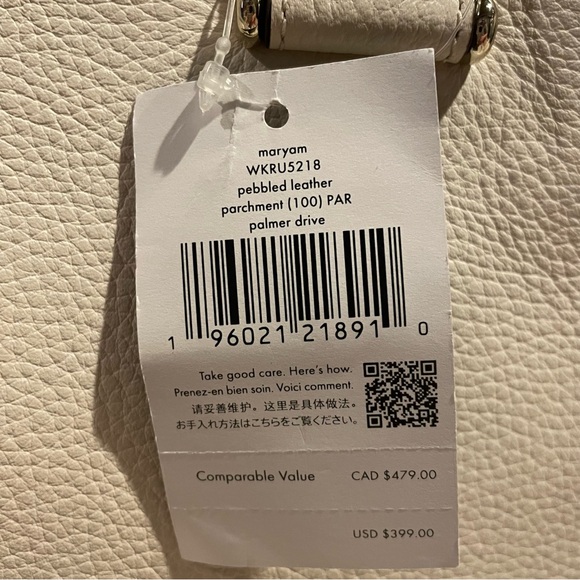 maryam
WKRU5218
pebbled leather
parchment (100) PAR
palmer drive
1 96021 21891 0
Take good care. Here's how.
Prenez-en bien soin. Voici comment.
请妥善维护。这里是具体做法。
お手入れ方法はこちらをご覧ください。
Comparable Value CAD $479.00
USD $399.00